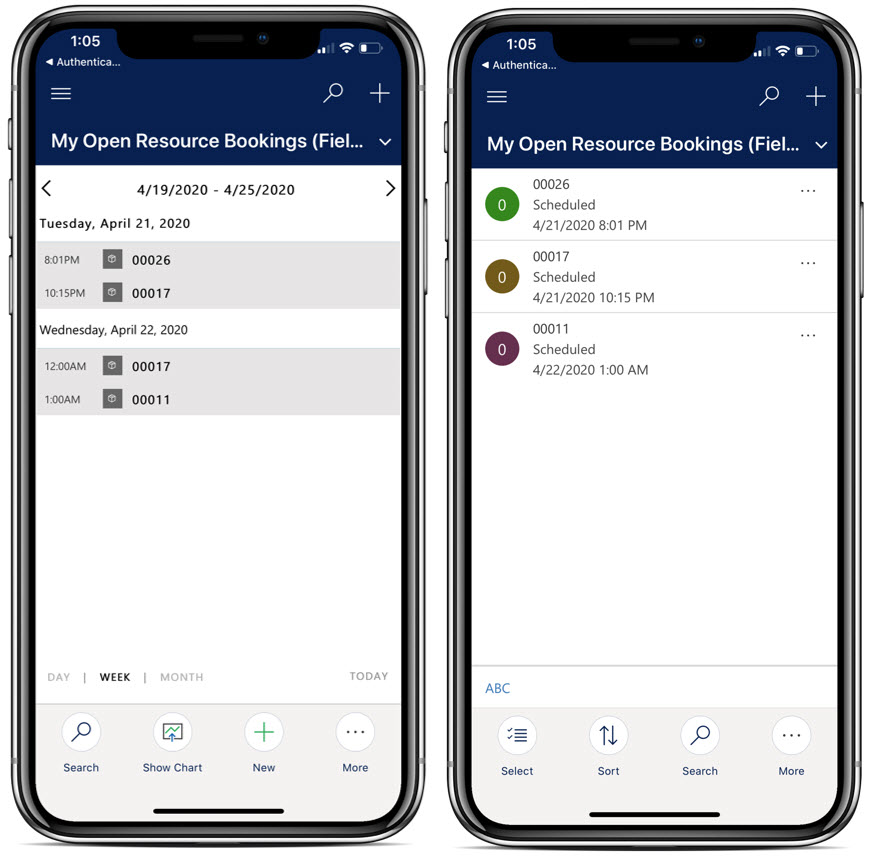 1:05
◀ Authentica...
My Open Resource Bookings (Fiel...
4/19/2020 - 4/25/2020
Tuesday, April 21, 2020
8:01PM 00026
10:15PM 00017
Wednesday, April 22, 2020
12:00AM 00017
1:00AM 00011
DAY | WEEK | MONTH TODAY
Search Show Chart New More
1:05
◀ Authentica...
My Open Resource Bookings (Fiel...
00026 ...
0 Scheduled
4/21/2020 8:01 PM
00017 ...
0 Scheduled
4/21/2020 10:15 PM
00011 ...
0 Scheduled
4/22/2020 1:00 AM
ABC
Select Sort Search More